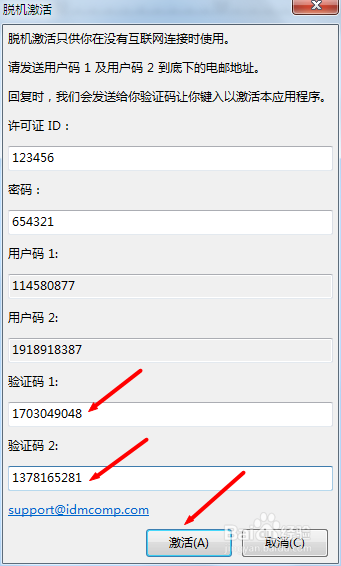 脱机激活
脱机激活只供你在没有互联网连接时使用。
请发送用户码 1 及用户码 2 到底下的电邮地址。
回复时，我们会发送给你验证码让你键入以激活本应用程序。
许可证 ID：
123456
密码：
654321
用户码 1:
114580877
用户码 2:
1918918387
验证码 1:
1703049048
验证码 2:
1378165281
support@idmcomp.com
激活(A)
取消(C)
Baidu 经验